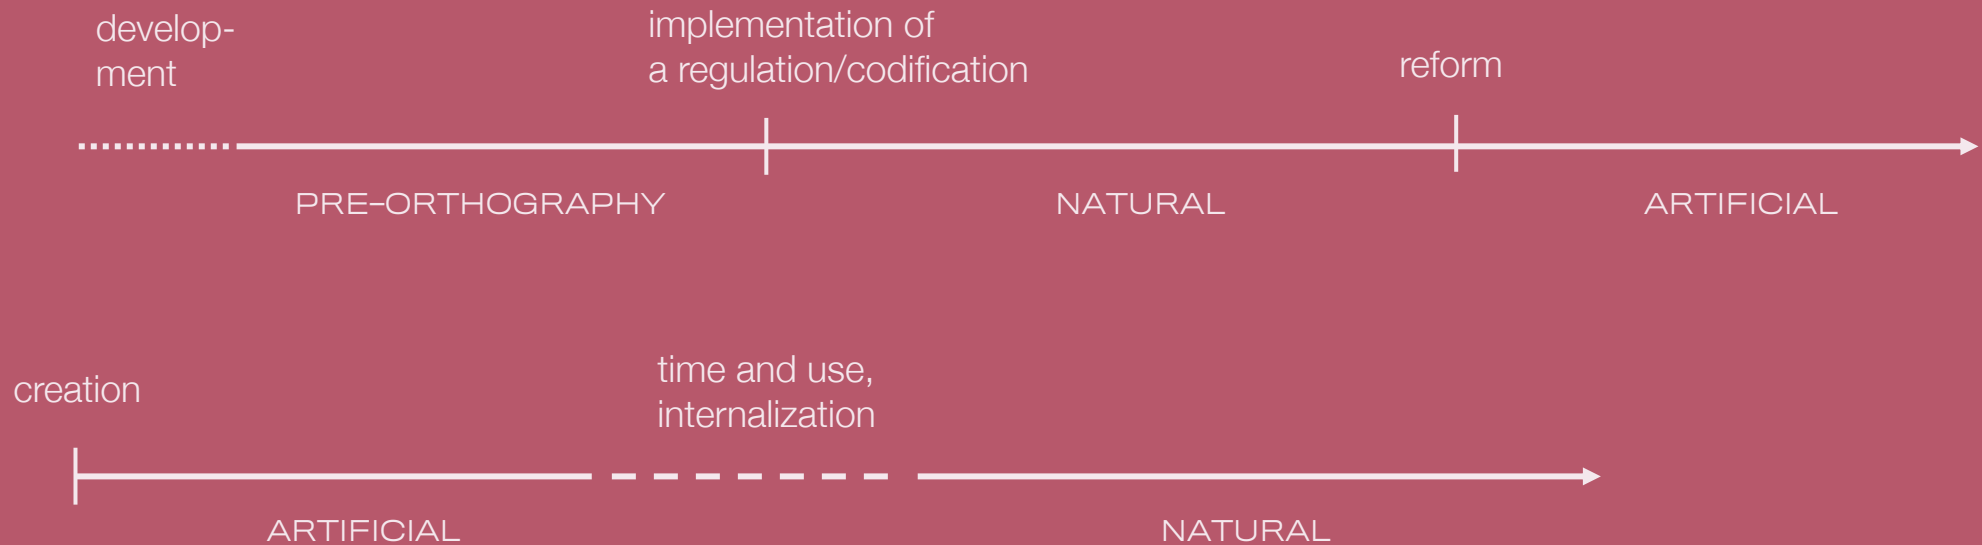 develop-
ment
implementation of
a regulation/codification
reform
PRE–ORTHOGRAPHY
NATURAL
ARTIFICIAL
creation
time and use,
internalization
ARTIFICIAL
NATURAL